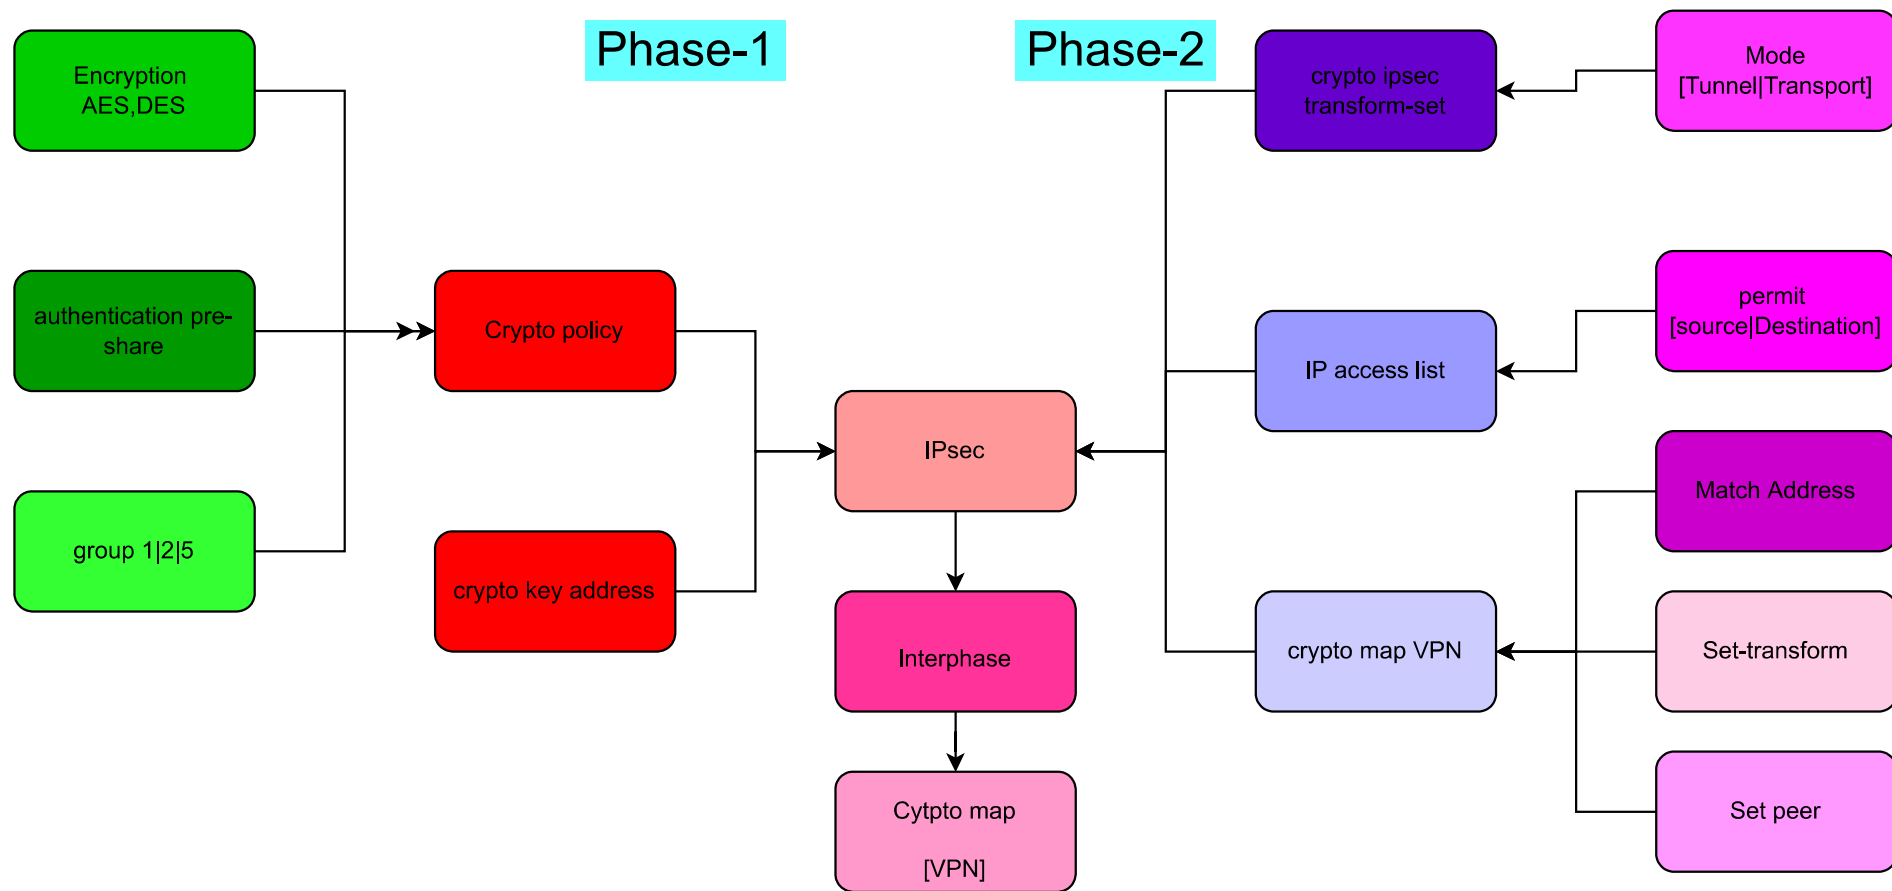 Phase-1
Phase-2
Encryption
AES,DES
authentication pre-
share
group 1|2|5
Crypto policy
crypto key address
IPsec
Interphase
Cytpto map
[VPN]
crypto ipsec
transform-set
IP access list
crypto map VPN
Mode
[Tunnel|Transport]
permit
[source|Destination]
Match Address
Set-transform
Set peer